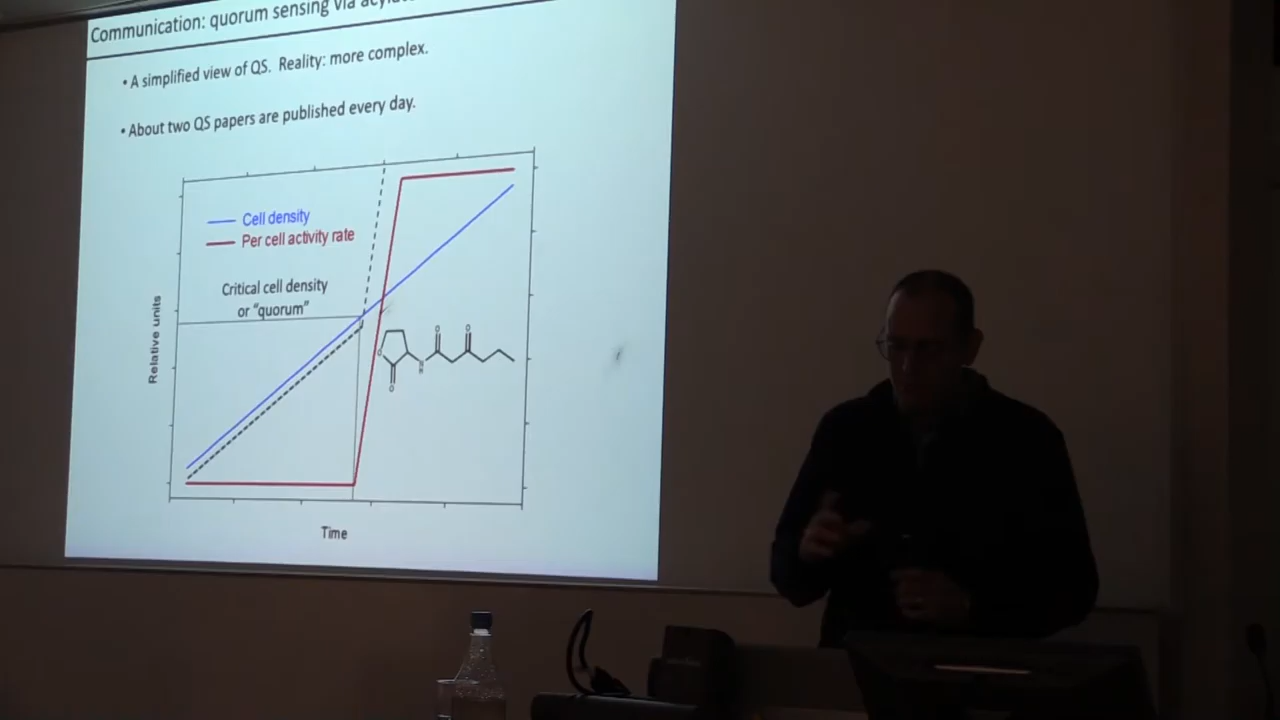 Communication: quorum sensing via
• A simplified view of QS. Reality: more complex.
• About two QS papers are published every day.
Cell density
Per cell activity rate
Critical cell density
or “quorum”
Relative units
O
O
O
N
H
O
Time